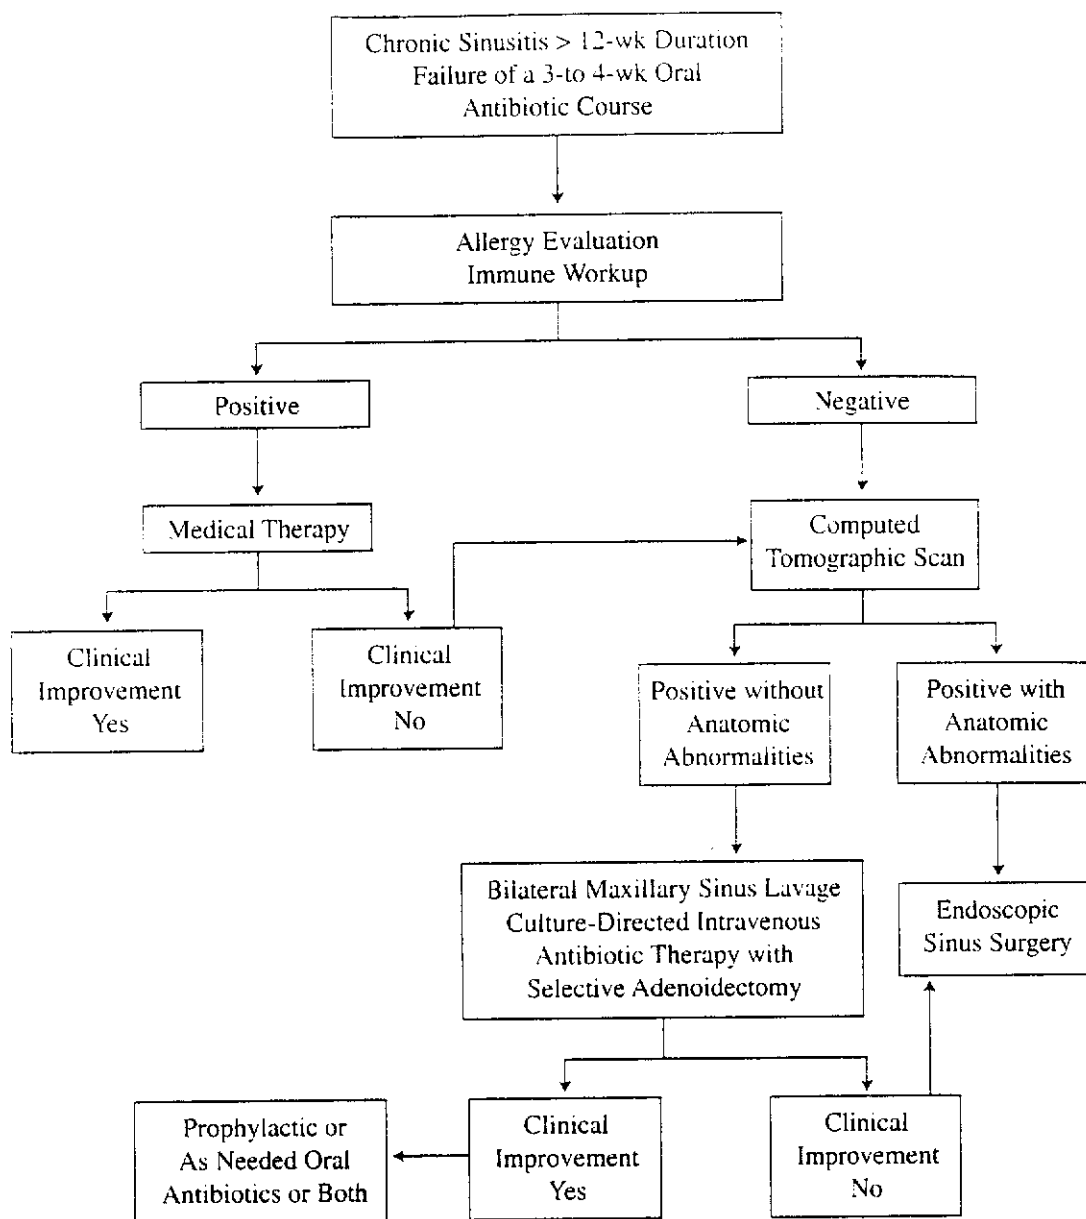 Chronic Sinusitis > 12-wk Duration
Failure of a 3-to 4-wk Oral
Antibiotic Course
Allergy Evaluation
Immune Workup
Positive
Negative
Medical Therapy
Computed
Tomographic Scan
Clinical
Improvement
Yes
Clinical
Improvement
No
Positive without
Anatomic
Abnormalities
Positive with
Anatomic
Abnormalities
Bilateral Maxillary Sinus Lavage
Culture-Directed Intravenous
Antibiotic Therapy with
Selective Adenoidectomy
Endoscopic
Sinus Surgery
Prophylactic or
As Needed Oral
Antibiotics or Both
Clinical
Improvement
Yes
Clinical
Improvement
No